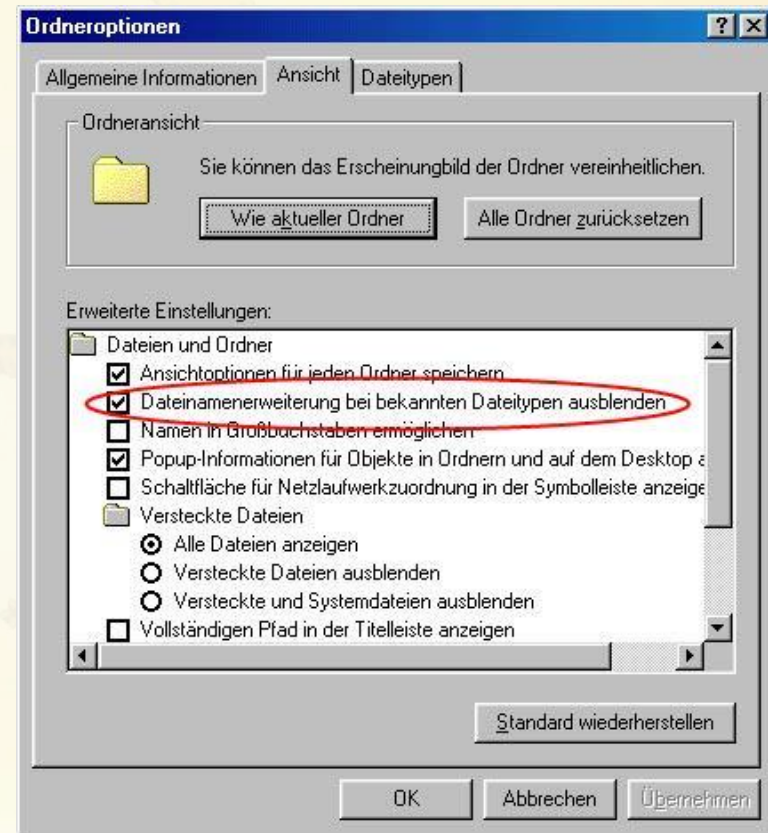 Ordneroptionen
Allgemeine Informationen Ansicht Dateitypen
Ordneransicht
Sie können das Erscheinungbild der Ordner vereinheitlichen.
Wie aktueller Ordner Alle Ordner zurücksetzen
Erweiterte Einstellungen:
Dateien und Ordner
Ansichtoptionen für jeden Ordner speichern
Dateinamenerweiterung bei bekannten Dateitypen ausblenden
Namen in Großbuchstaben ermöglichen
Popup-Informationen für Objekte in Ordnern und auf dem Desktop a
Schaltfläche für Netzlaufwerkzuordnung in der Symbolleiste anzeige
Versteckte Dateien
Alle Dateien anzeigen
Versteckte Dateien ausblenden
Versteckte und Systemdateien ausblenden
Vollständigen Pfad in der Titelleiste anzeigen
Standard wiederherstellen
OK Abbrechen Übernehmen